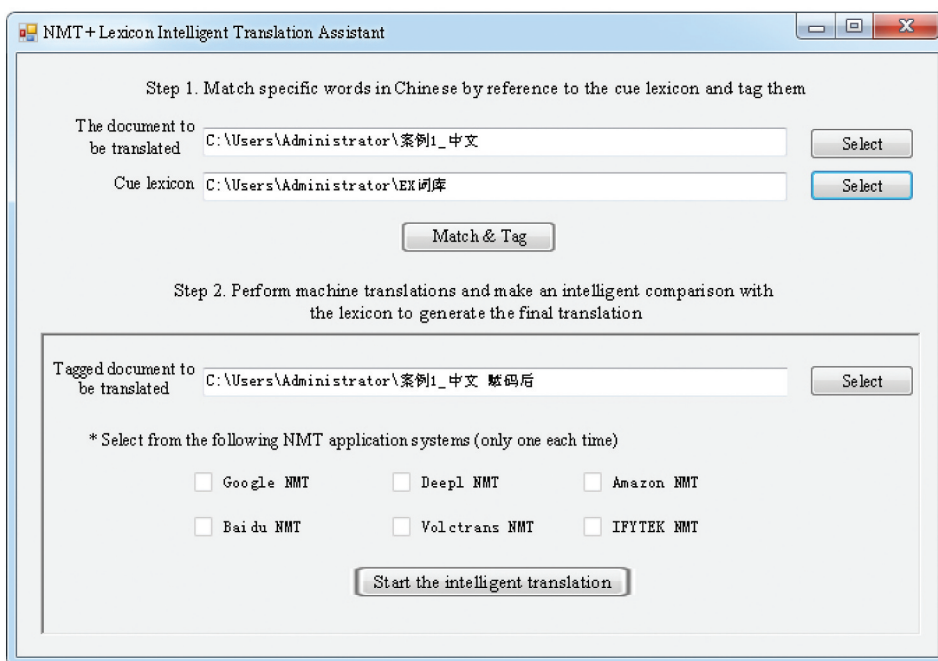 NMT+Lexicon Intelligent Translation Assistant
Step 1. Match specific words in Chinese by reference to the cue lexicon and tag them
The document to
be translated
C:\Users\Administrator\案例1_中文
Select
Cue lexicon
C:\Users\Administrator\EX词库
Select
Match & Tag
Step 2. Perform machine translations and make an intelligent comparison with
the lexicon to generate the final translation
Tagged document to
be translated
C:\Users\Administrator\案例1_中文 赋码后
Select
* Select from the following NMT application systems (only one each time)
Google NMT
Deepl NMT
Amazon NMT
Baidu NMT
Volctrans NMT
IFYTEK NMT
Start the intelligent translation